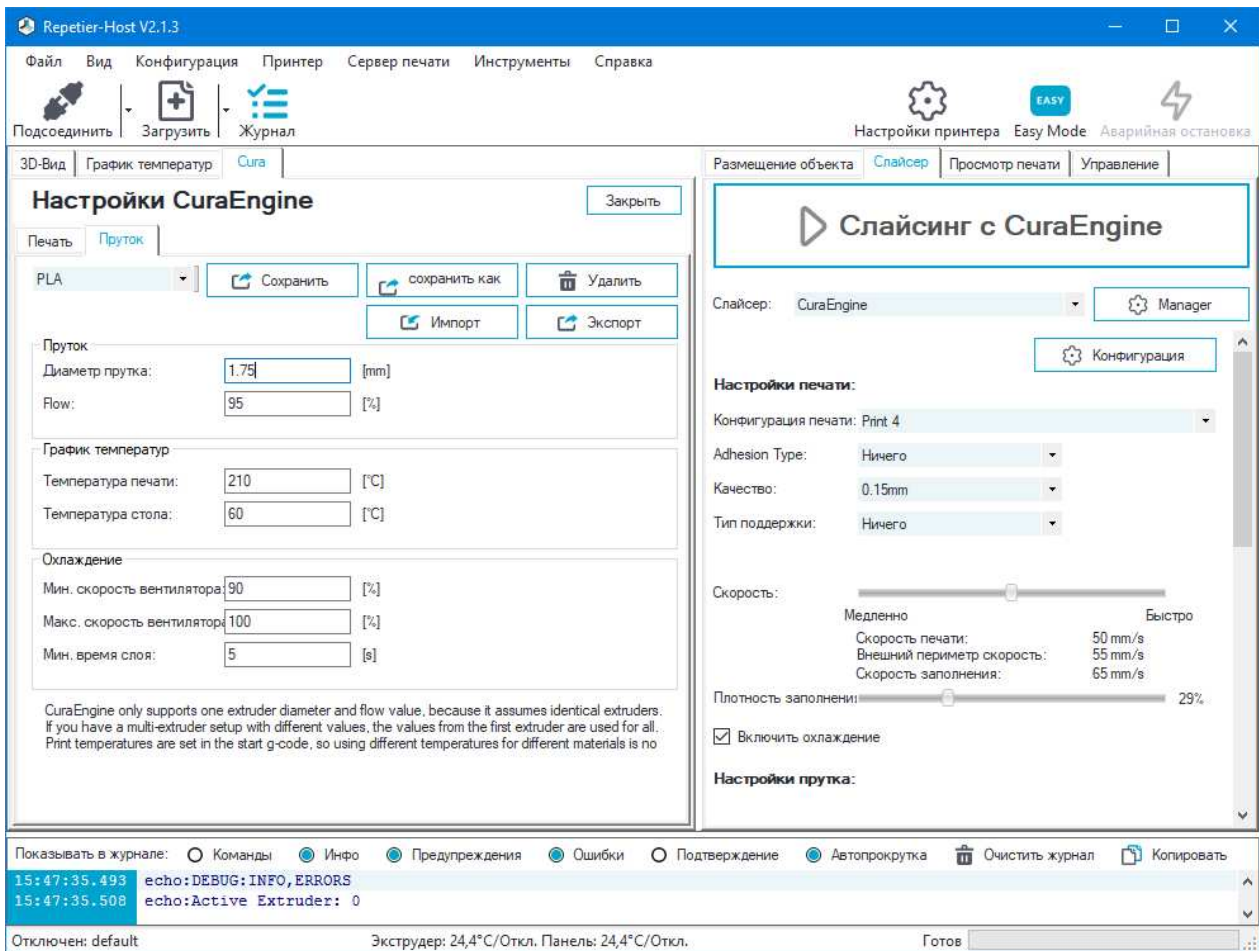 Repetier-Host V2.1.3
Файл Вид Конфигурация Принтер Сервер печати Инструменты Справка
Подсоединить Загрузить Журнал Настройки принтера EASY Easy Mode Аварийная остановка
3D-Вид График температур Cura
Настройки CuraEngine Закрыть
Печать Пруток
PLA Сохранить сохранить как Удалить
Импорт Экспорт
Пруток
Диаметр прутка: 1.75 [mm]
Flow: 95 [%]
График температур
Температура печати: 210 [°C]
Температура стола: 60 [°C]
Охлаждение
Мин. скорость вентилятора: 90 [%]
Макс. скорость вентилятора 100 [%]
Мин. время слоя: 5 [s]
CuraEngine only supports one extruder diameter and flow value, because it assumes identical extruders.
If you have a multi-extruder setup with different values, the values from the first extruder are used for all.
Print temperatures are set in the start g-code, so using different temperatures for different materials is no
Размещение объекта Слайсер Просмотр печати Управление
Слайсинг с CuraEngine
Слайсер: CuraEngine Manager
Конфигурация
Настройки печати:
Конфигурация печати: Print 4
Adhesion Type: Ничего
Качество: 0.15mm
Тип поддержки: Ничего
Скорость:
Медленно Быстро
Скорость печати: 50 mm/s
Внешний периметр скорость: 55 mm/s
Скорость заполнения: 65 mm/s
Плотность заполнени 29%
Включить охлаждение
Настройки прутка:
Показывать в журнале: Команды Инфо Предупреждения Ошибки Подтверждение Автопрокрутка Очистить журнал Копировать
15:47:35.493 echo:DEBUG:INFO,ERRORS
15:47:35.508 echo:Active Extruder: 0
Отключен: default Экструдер: 24,4°C/Откл. Панель: 24,4°C/Откл. Готов